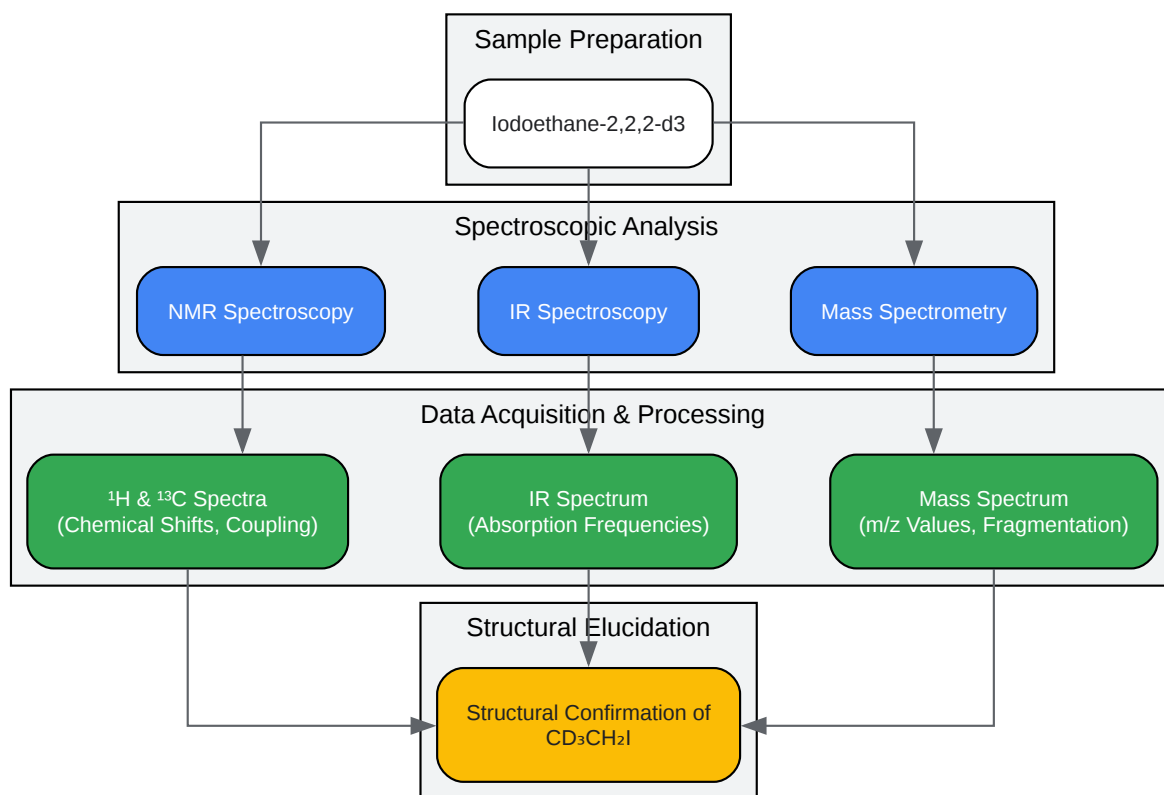 Sample Preparation
Iodoethane-2,2,2-d3
Spectroscopic Analysis
NMR Spectroscopy
IR Spectroscopy
Mass Spectrometry
Data Acquisition & Processing
¹H & ¹³C Spectra
(Chemical Shifts, Coupling)
IR Spectrum
(Absorption Frequencies)
Mass Spectrum
(m/z Values, Fragmentation)
Structural Elucidation
Structural Confirmation of
CD₃CH₂I